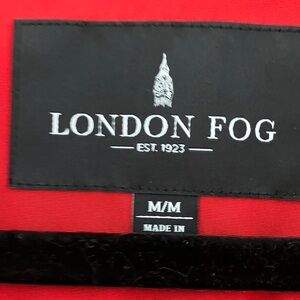 LONDON FOG
EST. 1923
M/M
MADE IN